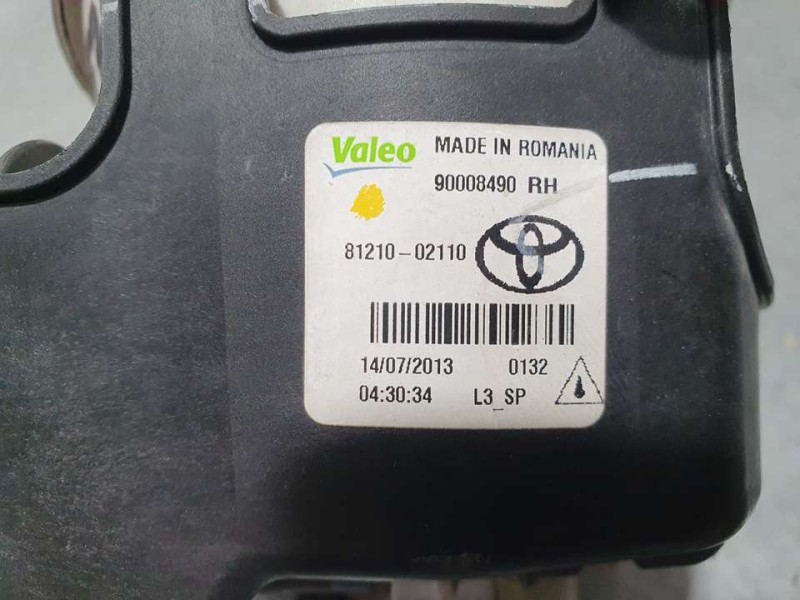 Valeo MADE IN ROMANIA
90008490 RH
81210-02110
14/07/2013 0132
04:30:34 L3_SP